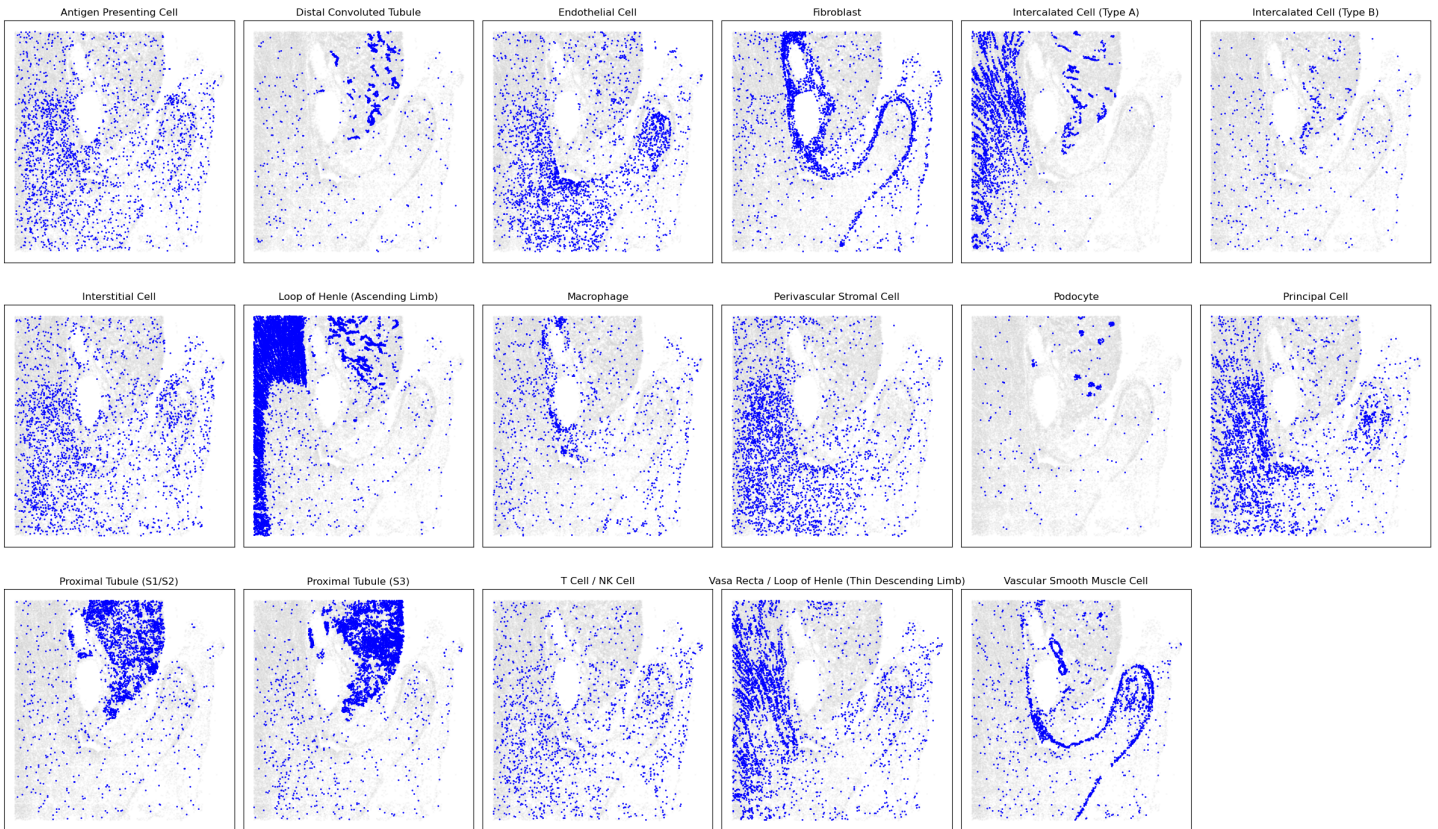 Antigen Presenting Cell
Distal Convoluted Tubule
Endothelial Cell
Fibroblast
Intercalated Cell (Type A)
Intercalated Cell (Type B)
Interstitial Cell
Loop of Henle (Ascending Limb)
Macrophage
Perivascular Stromal Cell
Podocyte
Principal Cell
Proximal Tubule (S1/S2)
Proximal Tubule (S3)
T Cell / NK Cell
Vasa Recta / Loop of Henle (Thin Descending Limb)
Vascular Smooth Muscle Cell